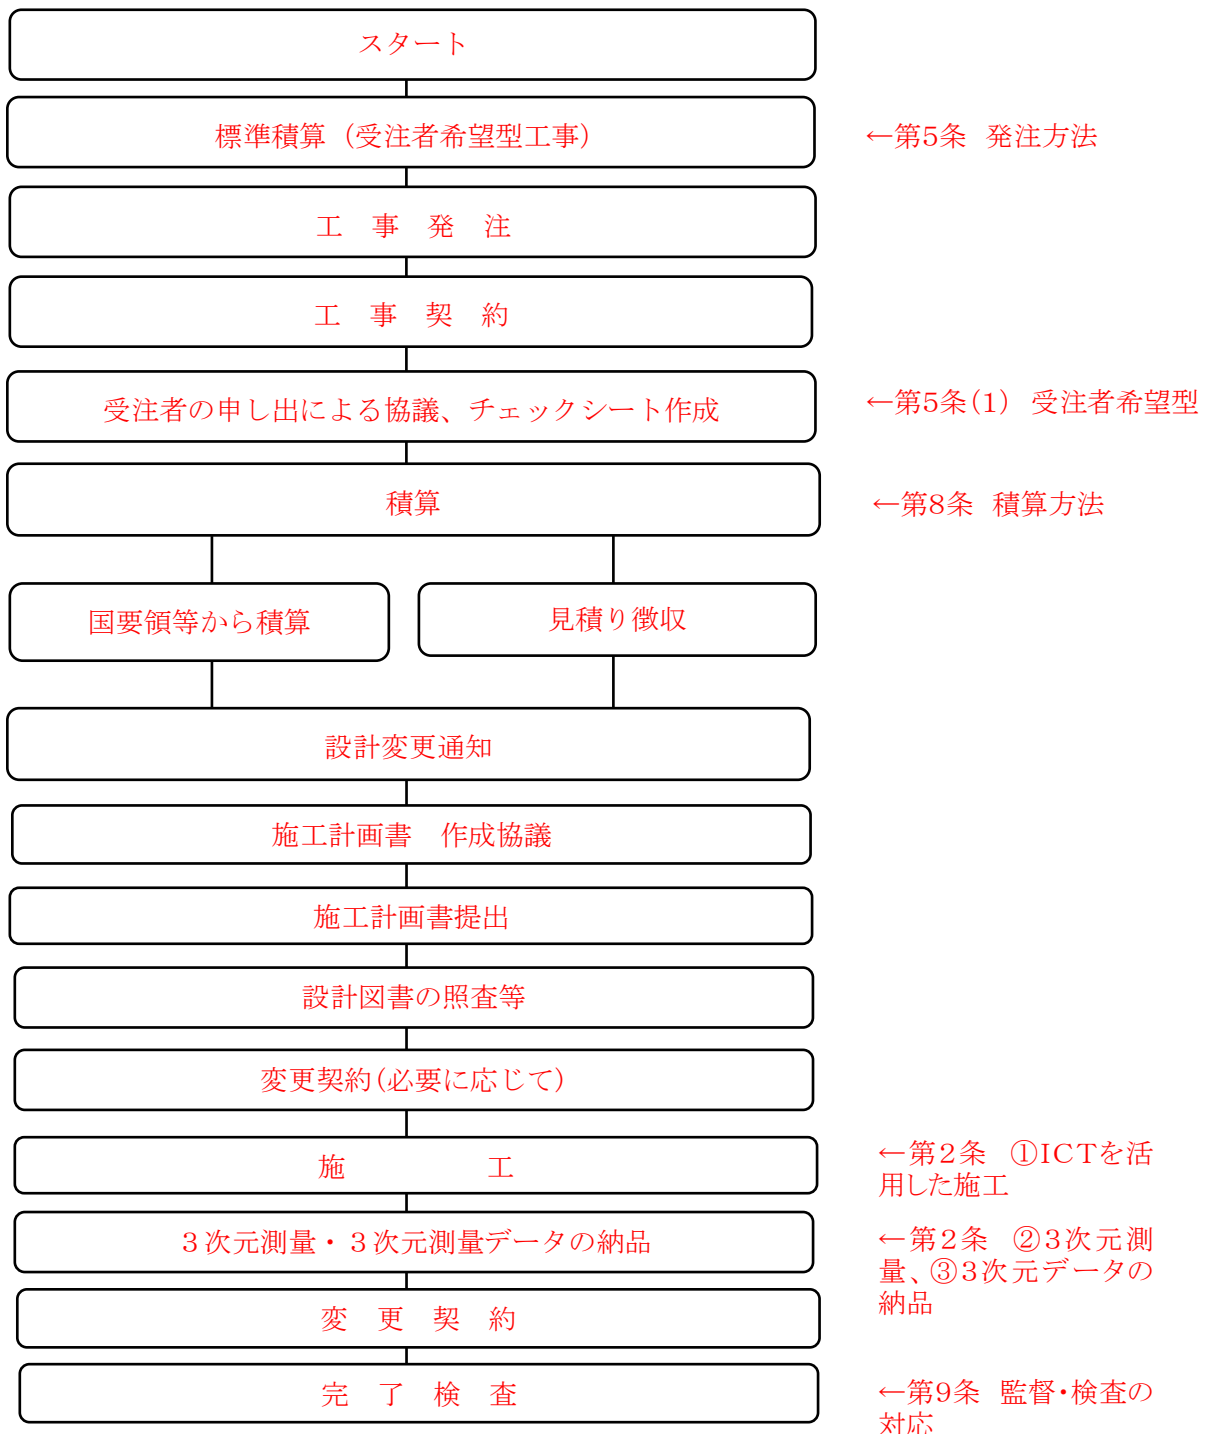 スタート
標準積算（受注者希望型工事）
←第5条　発注方法
工　事　発　注
工　事　契　約
受注者の申し出による協議、チェックシート作成
←第5条(1)　受注者希望型
積算
←第8条　積算方法
国要領等から積算
見積り徴収
設計変更通知
施工計画書　作成協議
施工計画書提出
設計図書の照査等
変更契約(必要に応じて)
施　　　　　工
←第2条　①ICTを活
用した施工
３次元測量・３次元測量データの納品
←第2条　②3次元測
量、③3次元データの
納品
変　更　契　約
完　了　検　査
←第9条　監督・検査の
対応